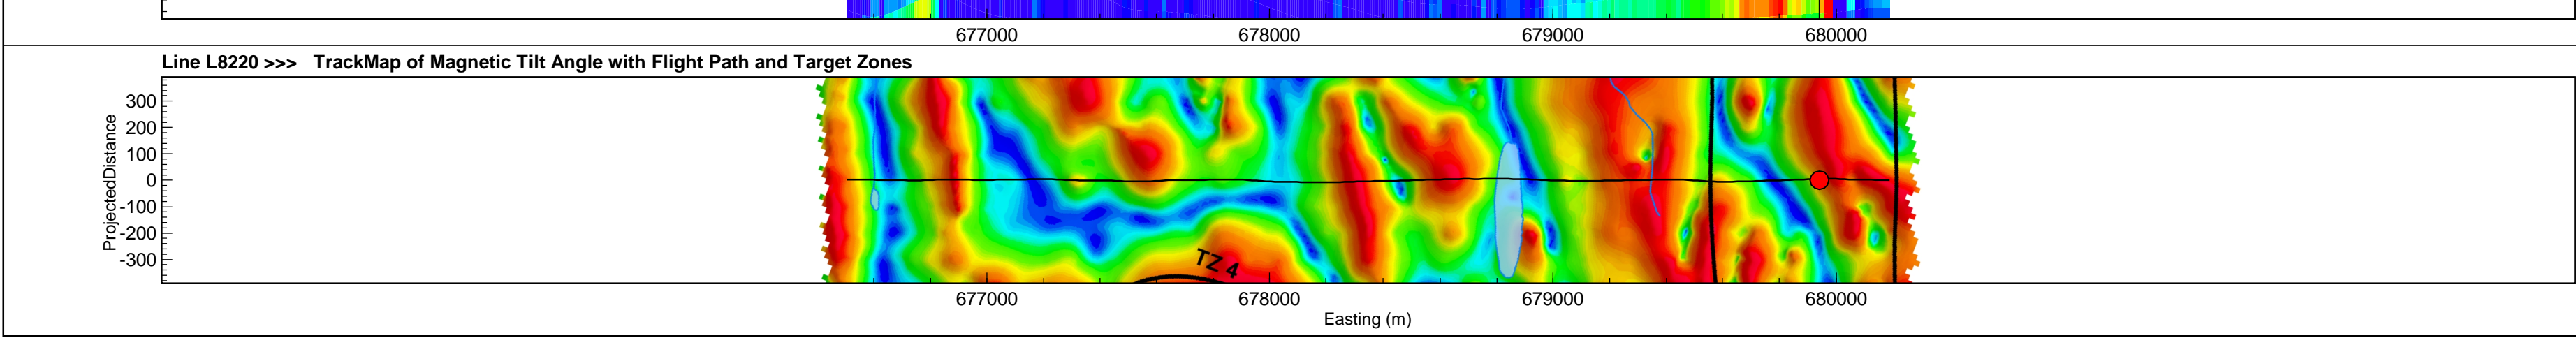 677000 678000 679000 680000
Line L8220 >>> TrackMap of Magnetic Tilt Angle with Flight Path and Target Zones
300
200
100
0
-100
-200
-300
ProjectedDistance
TZ 4
677000 678000 679000 680000
Easting (m)